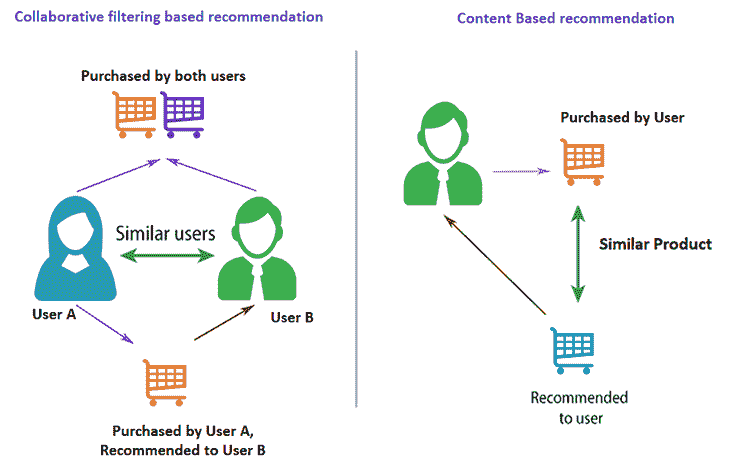 Collaborative filtering based recommendation
Purchased by both users
Similar users
User A
User B
Purchased by User A,
Recommended to User B
Content Based recommendation
Purchased by User
Similar Product
Recommended
to user